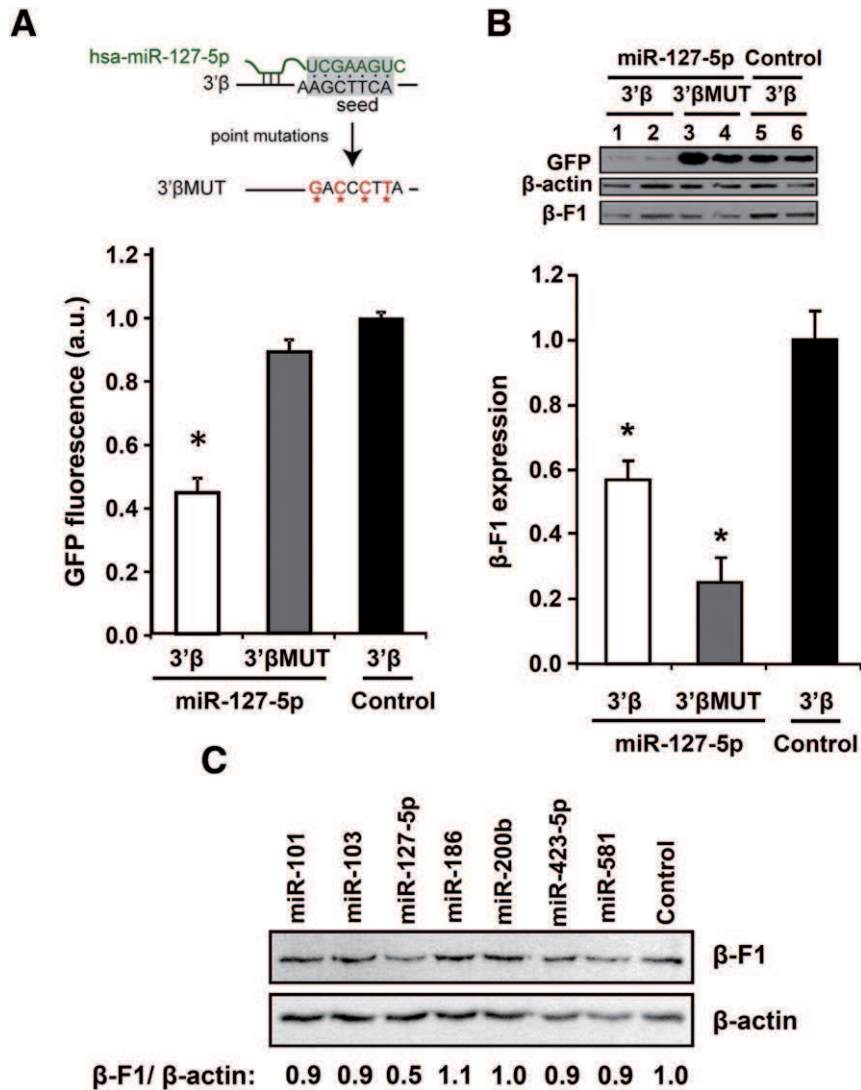 A
hsa-miR-127-5p
UCGAAGUC
3'β
AAGCTTCA
seed
point mutations
3'βMUT
GACCCTTA
* * * *
GFP fluorescence (a.u.)
1.2
1.0
0.8
0.6
0.4
0.2
0.0
*
3'β 3'βMUT 3'β
miR-127-5p Control
B
miR-127-5p Control
3'β 3'βMUT 3'β
1 2 3 4 5 6
GFP
β-actin
β-F1
β-F1 expression
1.2
1.0
0.8
0.6
0.4
0.2
0.0
*
*
3'β 3'βMUT 3'β
miR-127-5p Control
C
miR-101
miR-103
miR-127-5p
miR-186
miR-200b
miR-423-5p
miR-581
Control
β-F1
β-actin
β-F1/ β-actin: 0.9 0.9 0.5 1.1 1.0 0.9 0.9 1.0